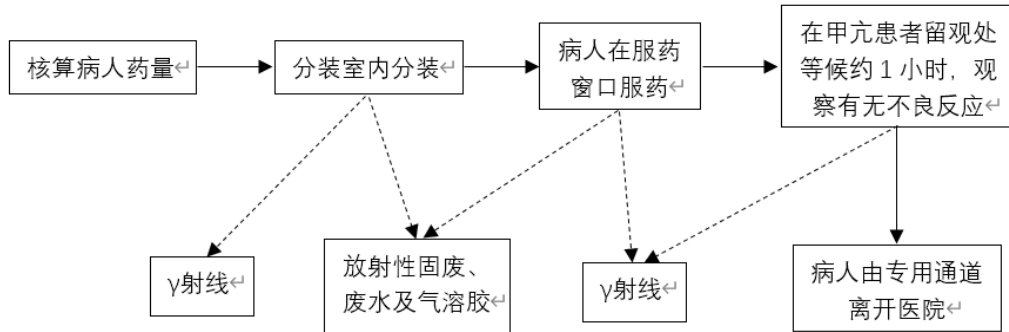 核算病人药量↵
分装室内分装↵
病人在服药
窗口服药↵
在甲亢患者留观处
等候约 1 小时，观
察有无不良反应↵
γ射线↵
放射性固废、
废水及气溶胶↵
γ射线↵
病人由专用通道
离开医院↵